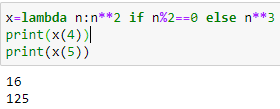 x=lambda n:n**2 if n%2==0 else n**3
print(x(4))
print(x(5))
16
125